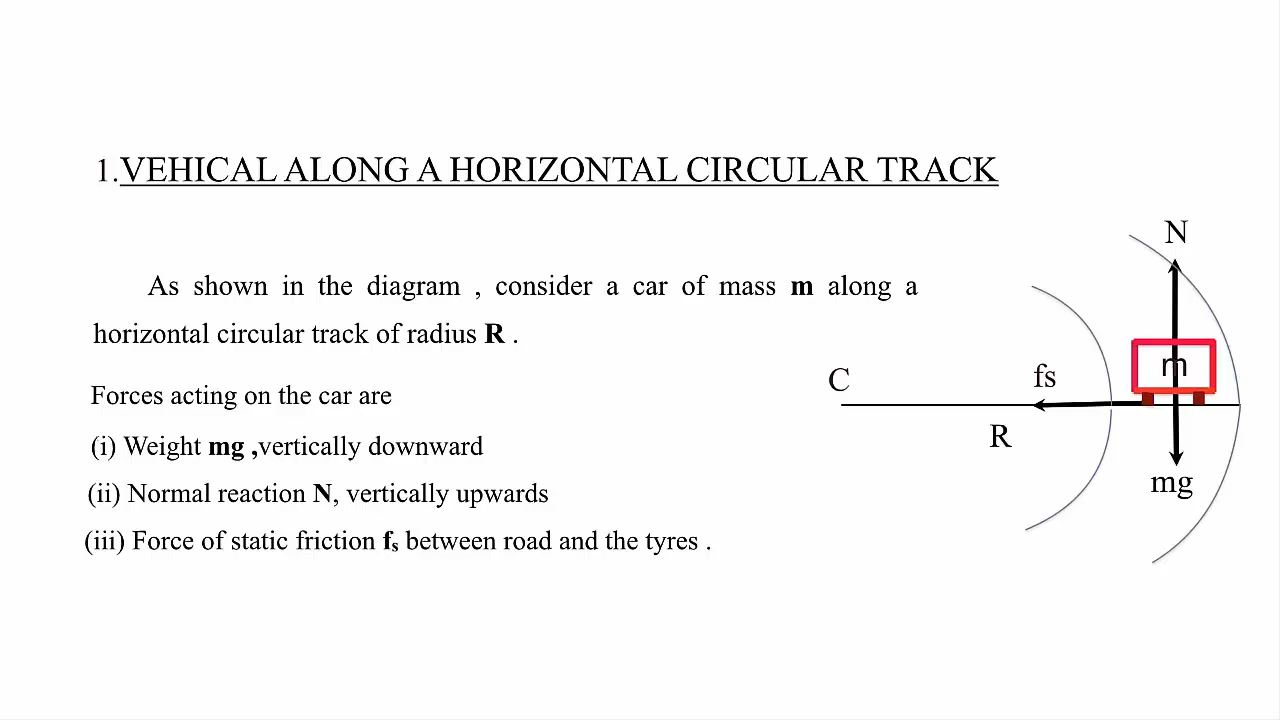 1.VEHICAL ALONG A HORIZONTAL CIRCULAR TRACK
As shown in the diagram , consider a car of mass m along a
horizontal circular track of radius R .
Forces acting on the car are
(i) Weight mg ,vertically downward
(ii) Normal reaction N, vertically upwards
(iii) Force of static friction fs between road and the tyres .
N
m
C
fs
R
mg